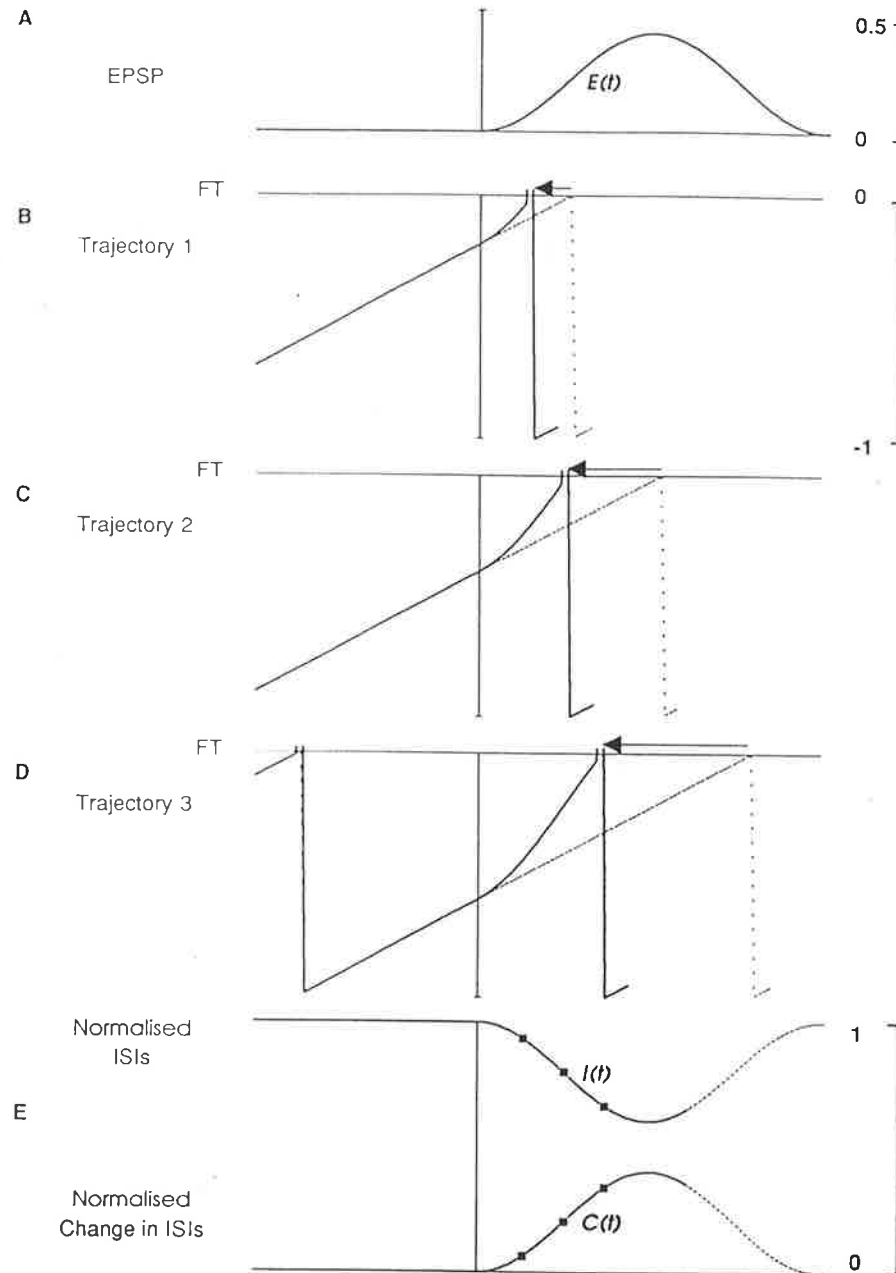 A
0.5
EPSP
E(t)
0
FT
0
B
Trajectory 1
-1
FT
C
Trajectory 2
FT
D
Trajectory 3
Normalised
ISIs
1
I(t)
E
Normalised
Change in ISIs
C(t)
0